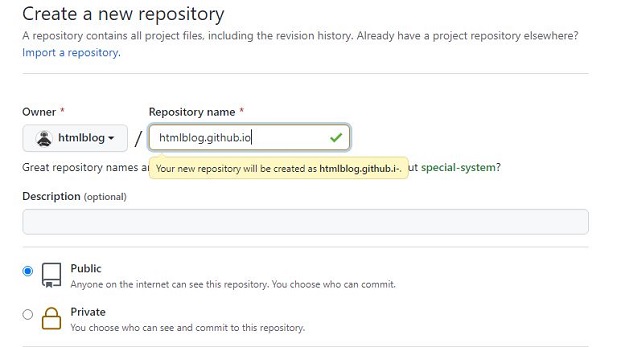 Create a new repository
A repository contains all project files, including the revision history. Already have a project repository elsewhere?
Import a repository.
Owner * Repository name *
htmlblog / htmlblog.github.io
Great repository names a
Your new repository will be created as htmlblog.github.i-.
ut special-system?
Description (optional)
Public
Anyone on the internet can see this repository. You choose who can commit.
Private
You choose who can see and commit to this repository.